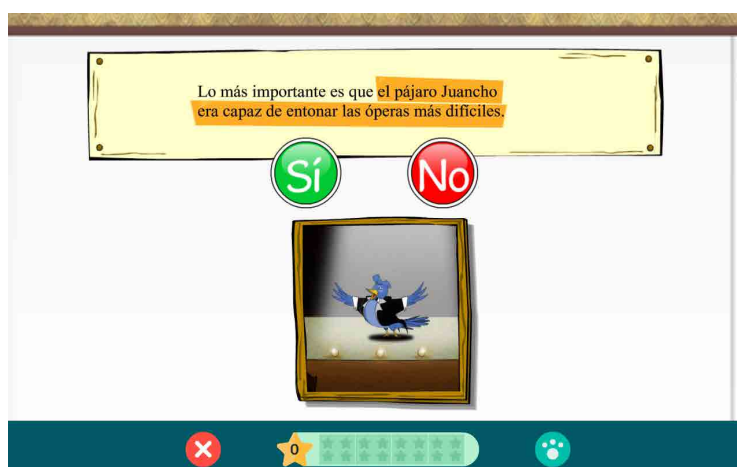 Lo más importante es que el pájaro Juancho
era capaz de entonar las óperas más difíciles.
Sí No
0